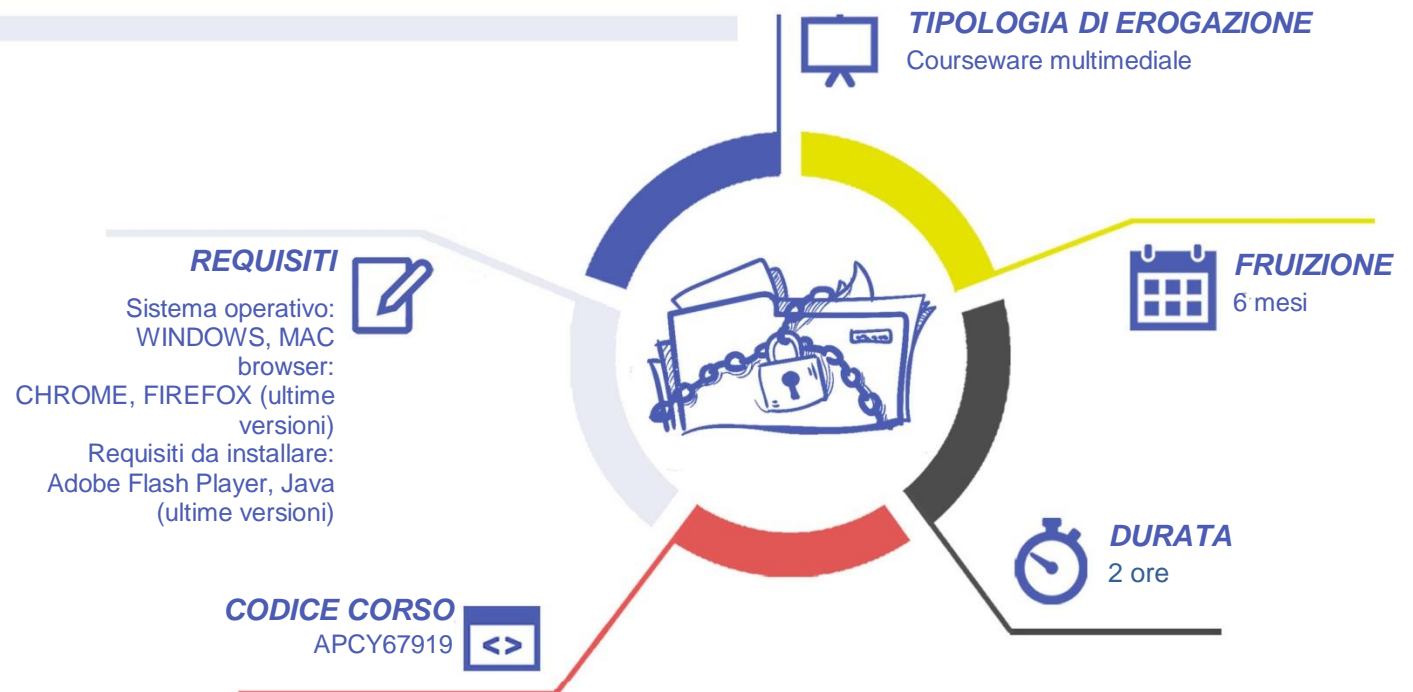 TIPOLOGIA DI EROGAZIONE
Courseware multimediale
REQUISITI
Sistema operativo:
WINDOWS, MAC
browser:
CHROME, FIREFOX (ultime
versioni)
Requisiti da installare:
Adobe Flash Player, Java
(ultime versioni)
FRUIZIONE
6 mesi
DURATA
2 ore
CODICE CORSO
APCY67919